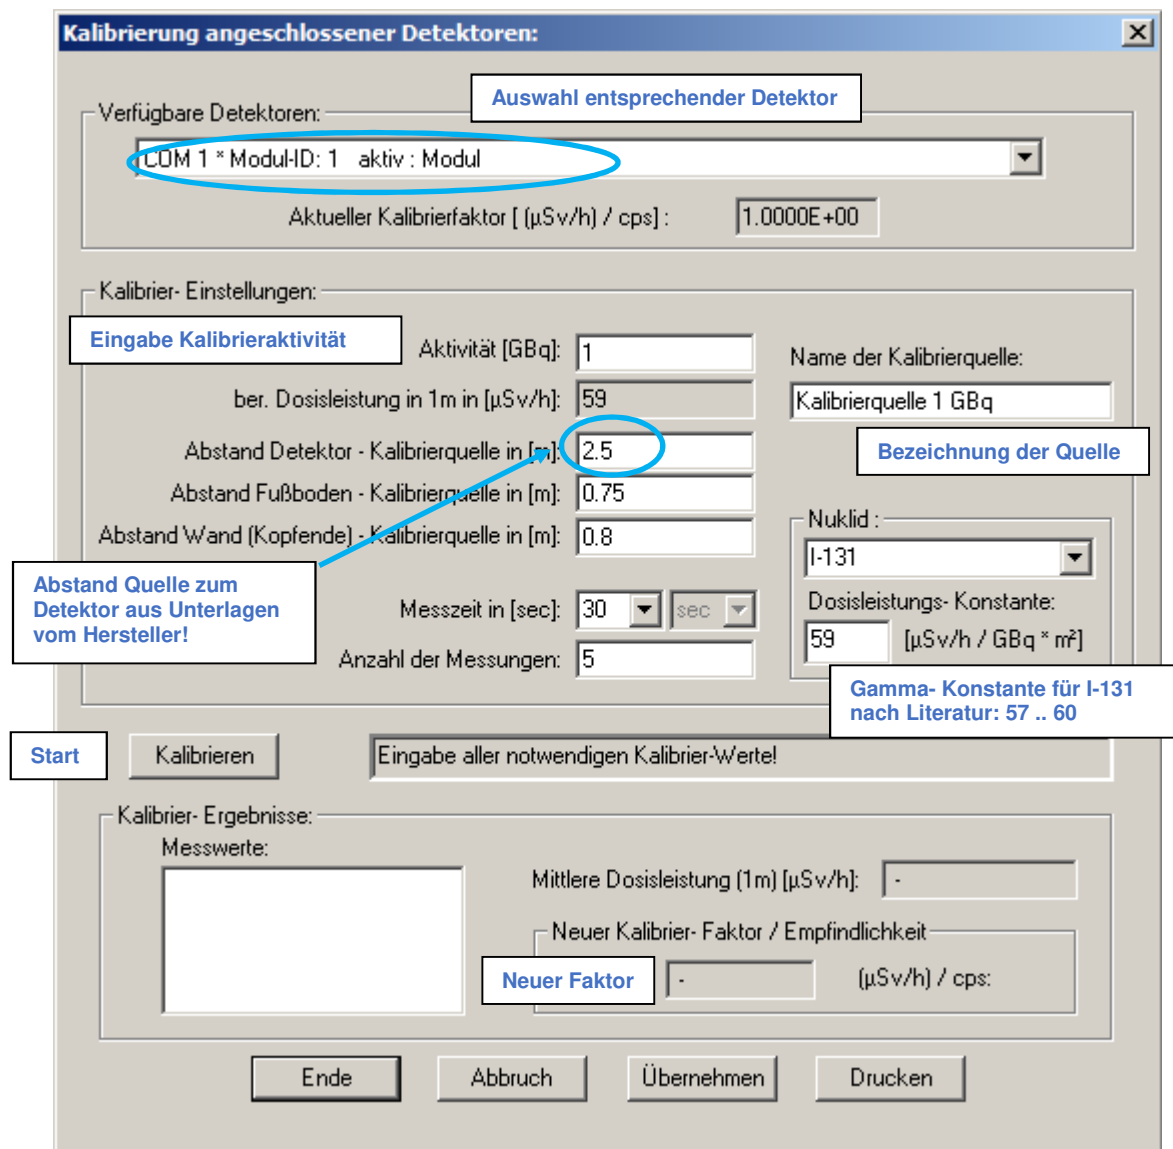 Kalibrierung angeschlossener Detektoren:
Auswahl entsprechender Detektor
Verfügbare Detektoren:
COM 1 * Modul-ID: 1 aktiv : Modul
Aktueller Kalibrierfaktor [ (µSv/h) / cps] : 1.0000E+00
Kalibrier- Einstellungen:
Eingabe Kalibrieraktivität
Aktivität [GBq]: 1
Name der Kalibrierquelle:
ber. Dosisleistung in 1m in [µSv/h]: 59
Kalibrierquelle 1 GBq
Abstand Detektor - Kalibrierquelle in [m]: 2.5
Bezeichnung der Quelle
Abstand Fußboden - Kalibrierquelle in [m]: 0.75
Abstand Wand (Kopfende) - Kalibrierquelle in [m]: 0.8
Nuklid :
I-131
Abstand Quelle zum
Detektor aus Unterlagen
vom Hersteller!
Messzeit in [sec]: 30 sec
Dosisleistungs- Konstante:
59 [µSv/h / GBq * m²]
Anzahl der Messungen: 5
Gamma- Konstante für I-131
nach Literatur: 57 .. 60
Start
Kalibrieren
Eingabe aller notwendigen Kalibrier-Werte!
Kalibrier- Ergebnisse:
Messwerte:
Mittlere Dosisleistung (1m) [µSv/h]: -
Neuer Kalibrier- Faktor / Empfindlichkeit
Neuer Faktor
- (µSv/h) / cps:
Ende Abbruch Übernehmen Drucken